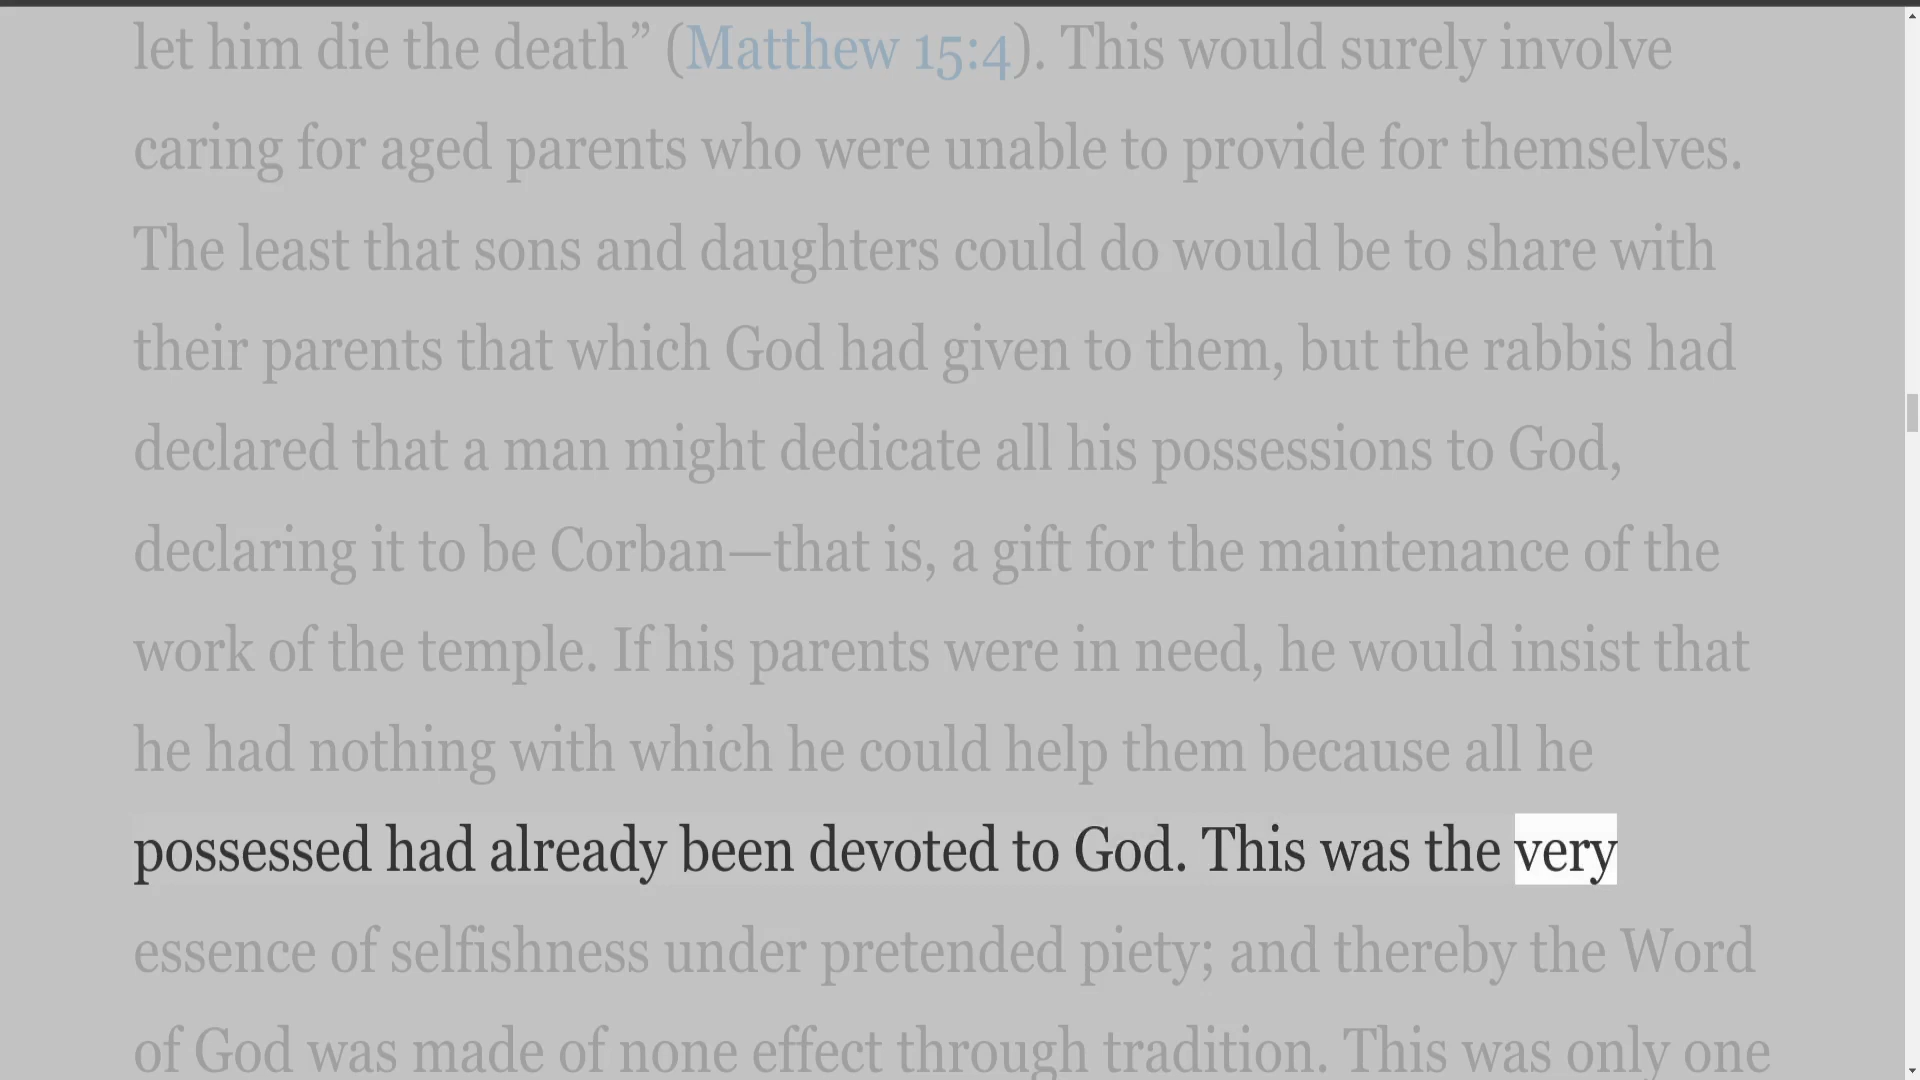 let him die the death” (Matthew 15:4). This would surely involve
caring for aged parents who were unable to provide for themselves.
The least that sons and daughters could do would be to share with
their parents that which God had given to them, but the rabbis had
declared that a man might dedicate all his possessions to God,
declaring it to be Corban—that is, a gift for the maintenance of the
work of the temple. If his parents were in need, he would insist that
he had nothing with which he could help them because all he
possessed had already been devoted to God. This was the very
essence of selfishness under pretended piety; and thereby the Word
of God was made of none effect through tradition. This was only one